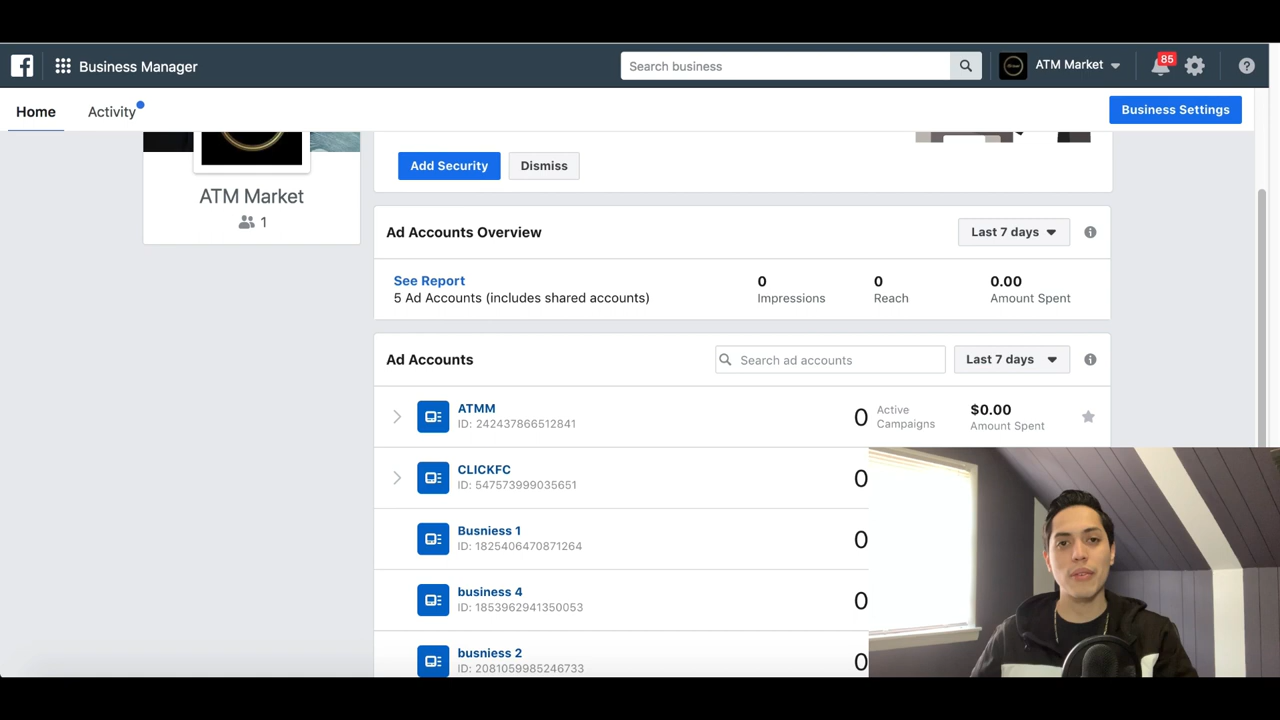 Business Manager
Search business
ATM Market
85
Home
Activity
Business Settings
ATM Market
1
Add Security
Dismiss
Ad Accounts Overview
Last 7 days
See Report
5 Ad Accounts (includes shared accounts)
0
Impressions
0
Reach
0.00
Amount Spent
Ad Accounts
Search ad accounts
Last 7 days
ATMM
ID: 242437866512841
0
Active
Campaigns
$0.00
Amount Spent
CLICKFC
ID: 547573999035651
0
Busniess 1
ID: 1825406470871264
0
business 4
ID: 1853962941350053
0
busniess 2
ID: 2081059985246733
0